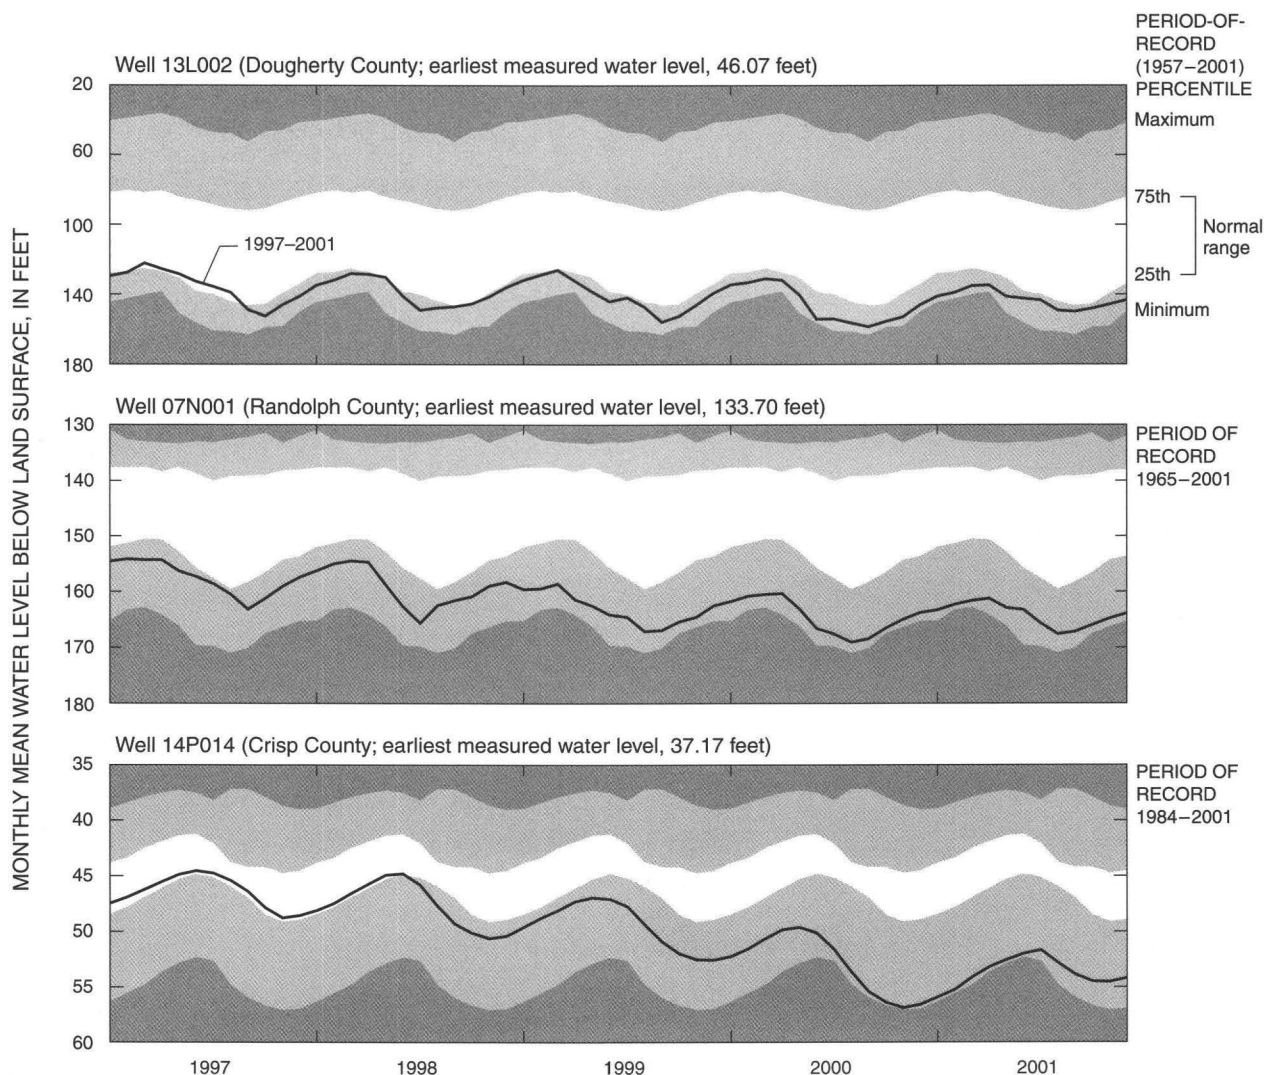 MONTHLY MEAN WATER LEVEL BELOW LAND SURFACE, IN FEET
Well 13L002 (Dougherty County; earliest measured water level, 46.07 feet)
20
60
100
140
180
1997–2001
PERIOD-OF-
RECORD
(1957–2001)
PERCENTILE
Maximum
75th
Normal
range
25th
Minimum
Well 07N001 (Randolph County; earliest measured water level, 133.70 feet)
130
140
150
160
170
180
PERIOD OF
RECORD
1965–2001
Well 14P014 (Crisp County; earliest measured water level, 37.17 feet)
35
40
45
50
55
60
PERIOD OF
RECORD
1984–2001
1997
1998
1999
2000
2001